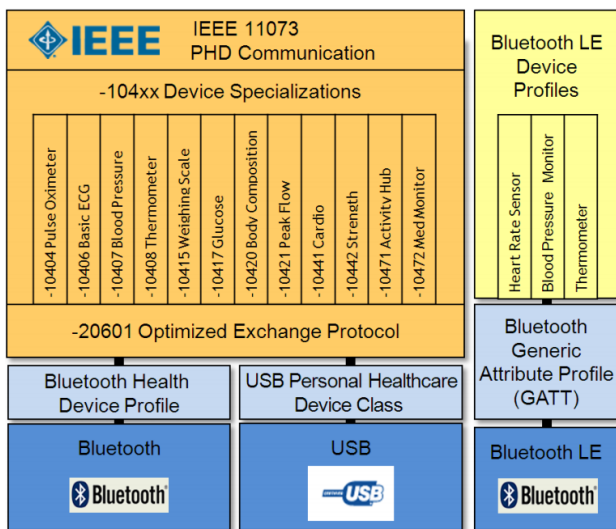 IEEE
IEEE 11073
PHD Communication
-104xx Device Specializations
-10404 Pulse Oximeter
-10406 Basic ECG
-10407 Blood Pressure
-10408 Thermometer
-10415 Weighing Scale
-10417 Glucose
-10420 Body Composition
-10421 Peak Flow
-10441 Cardio
-10442 Strength
-10471 Activity Hub
-10472 Med Monitor
-20601 Optimized Exchange Protocol
Bluetooth Health
Device Profile
USB Personal Healthcare
Device Class
Bluetooth
Bluetooth
USB
USB
Bluetooth LE
Device
Profiles
Heart Rate Sensor
Blood Pressure Monitor
Thermometer
Bluetooth
Generic
Attribute Profile
(GATT)
Bluetooth LE
Bluetooth